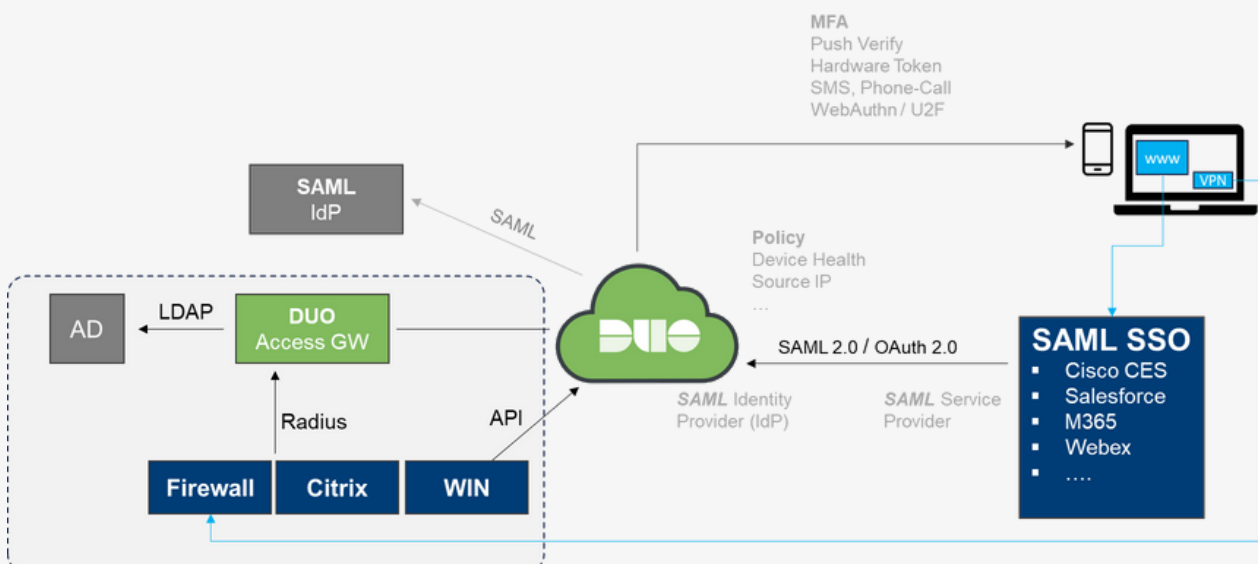 MFA
Push Verify
Hardware Token
SMS, Phone-Call
WebAuthn / U2F
www
VPN
SAML
IdP
SAML
Policy
Device Health
Source IP
...
AD
LDAP
DUO
Access GW
DUO
SAML 2.0 / OAuth 2.0
SAML Identity
Provider (IdP)
SAML Service
Provider
SAML SSO
▪ Cisco CES
▪ Salesforce
▪ M365
▪ Webex
▪ ....
Radius
API
Firewall
Citrix
WIN